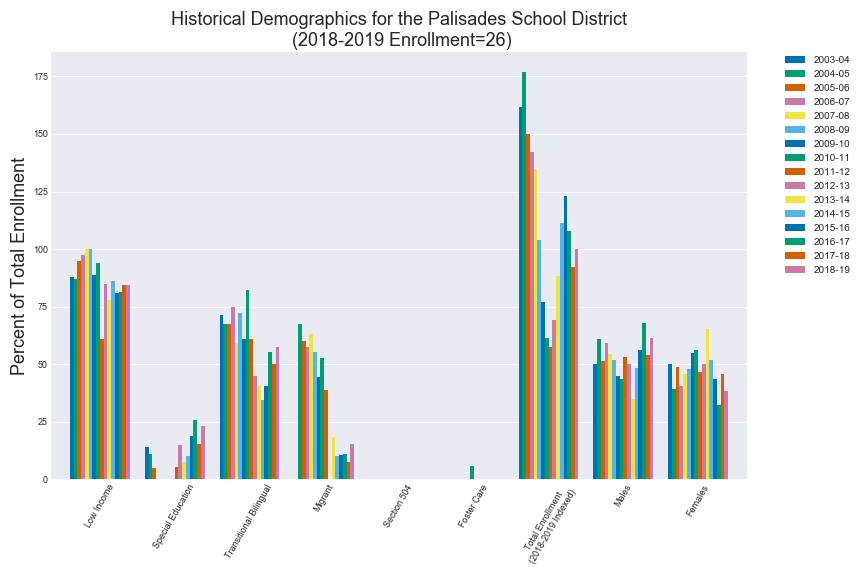 Historical Demographics for the Palisades School District
(2018-2019 Enrollment=26)
Percent of Total Enrollment
175
150
125
100
75
50
25
0
Low Income
Special Education
Transitional Bilingual
Migrant
Section 504
Foster Care
Total Enrollment
(2018-2019 Indexed)
Males
Females
2003-04
2004-05
2005-06
2006-07
2007-08
2008-09
2009-10
2010-11
2011-12
2012-13
2013-14
2014-15
2015-16
2016-17
2017-18
2018-19